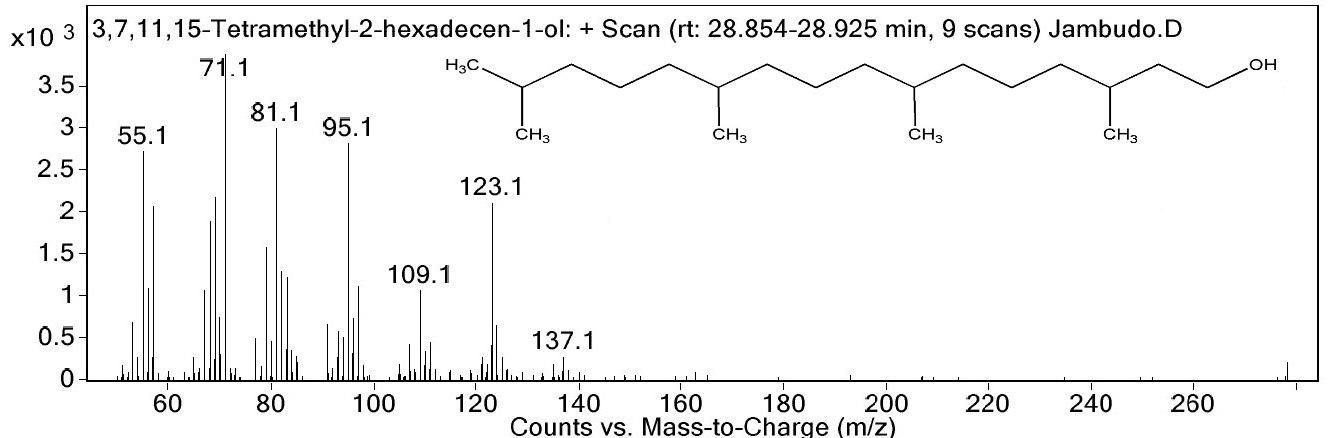 x10 3
3,7,11,15-Tetramethyl-2-hexadecen-1-ol: + Scan (rt: 28.854-28.925 min, 9 scans) Jambudo.D
71.1
H3C
OH
3.5
81.1
3
55.1
95.1
CH3
CH3
CH3
CH3
2.5
123.1
2
1.5
109.1
1
0.5
137.1
0
60 80 100 120 140 160 180 200 220 240 260
Counts vs. Mass-to-Charge (m/z)